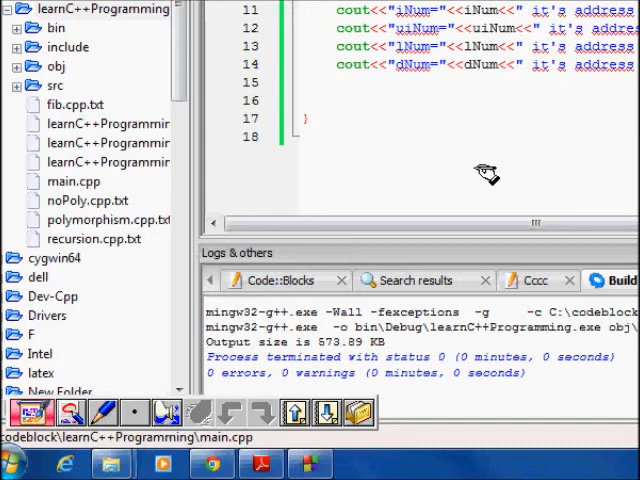 learnC++Programming
bin
include
obj
src
fib.cpp.txt
learnC++Programmin
learnC++Programmin
learnC++Programmin
main.cpp
noPoly.cpp.txt
polymorphism.cpp.txt
recursion.cpp.txt
cygwin64
dell
Dev-Cpp
Drivers
F
Intel
latex
New Folder
11 cout<<"iNum="<<iNum<<" it's address
12 cout<<"uiNum="<<uiNum<<" it's addres
13 cout<<"lNum="<<lNum<<" it's address
14 cout<<"dNum="<<dNum<<" it's address
15
16
17 }
18
Logs & others
Code::Blocks
Search results
Cccc
Build
mingw32-g++.exe -Wall -fexceptions -g -c C:\codeblock
mingw32-g++.exe -o bin\Debug\learnC++Programming.exe obj\
Output size is 573.89 KB
Process terminated with status 0 (0 minutes, 0 seconds)
0 errors, 0 warnings (0 minutes, 0 seconds)
codeblock\learnC++Programming\main.cpp